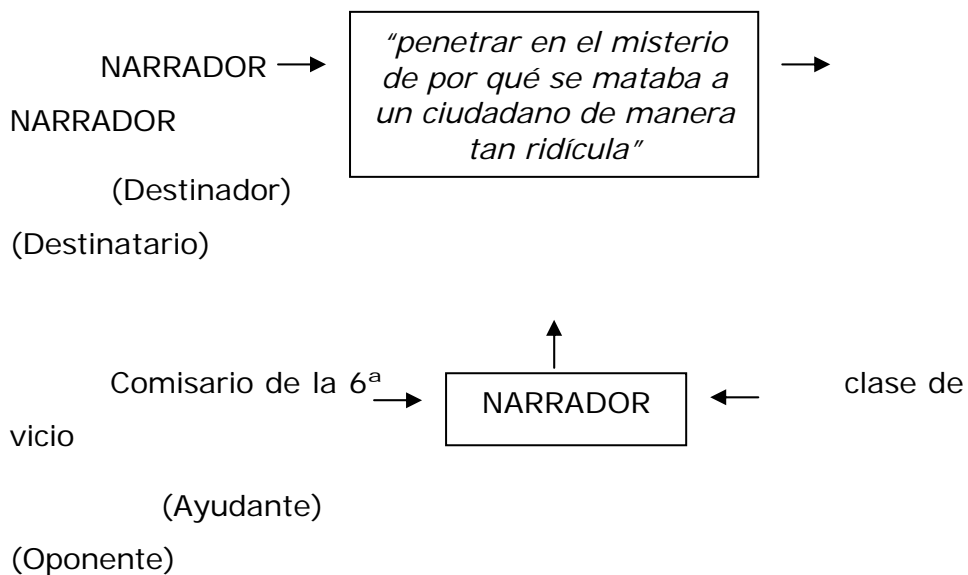 NARRADOR
"penetrar en el misterio
de por qué se mataba a
un ciudadano de manera
tan ridícula"
NARRADOR
(Destinador)
(Destinatario)
Comisario de la 6ª
NARRADOR
clase de
vicio
(Ayudante)
(Oponente)